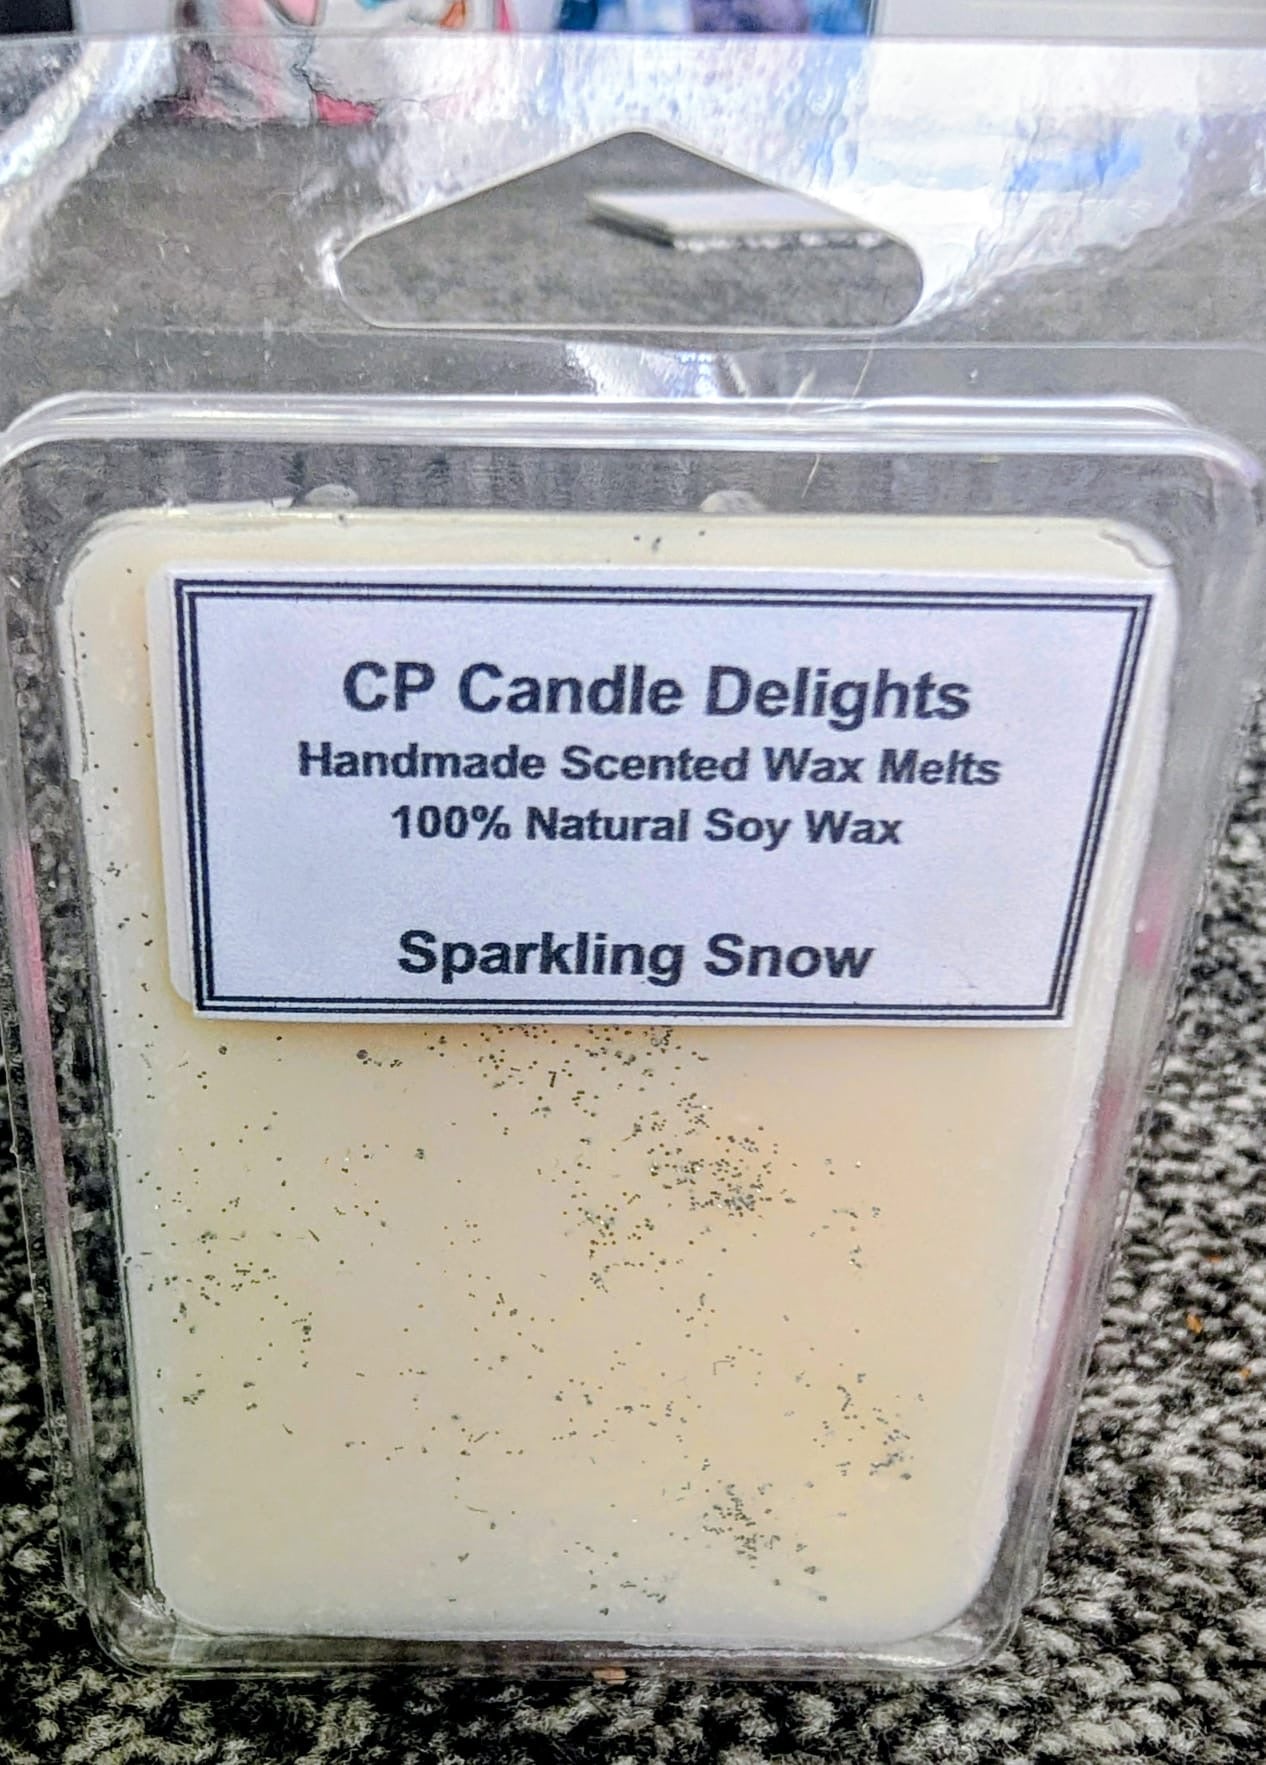 CP Candle Delights
Handmade Scented Wax Melts
100% Natural Soy Wax
Sparkling Snow